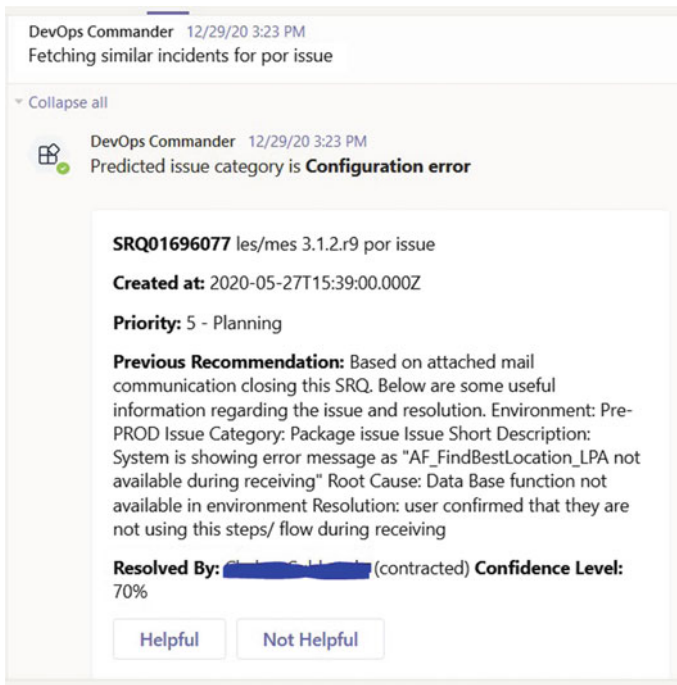 DevOps Commander 12/29/20 3:23 PM
Fetching similar incidents for por issue
Collapse all
DevOps Commander 12/29/20 3:23 PM
Predicted issue category is Configuration error
SRQ01696077 les/mes 3.1.2.r9 por issue
Created at: 2020-05-27T15:39:00.000Z
Priority: 5 - Planning
Previous Recommendation: Based on attached mail
communication closing this SRQ. Below are some useful
information regarding the issue and resolution. Environment: Pre-
PROD Issue Category: Package issue Issue Short Description:
System is showing error message as "AF_FindBestLocation_LPA not
available during receiving" Root Cause: Data Base function not
available in environment Resolution: user confirmed that they are
not using this steps/ flow during receiving
Resolved By: (contracted) Confidence Level:
70%
Helpful Not Helpful